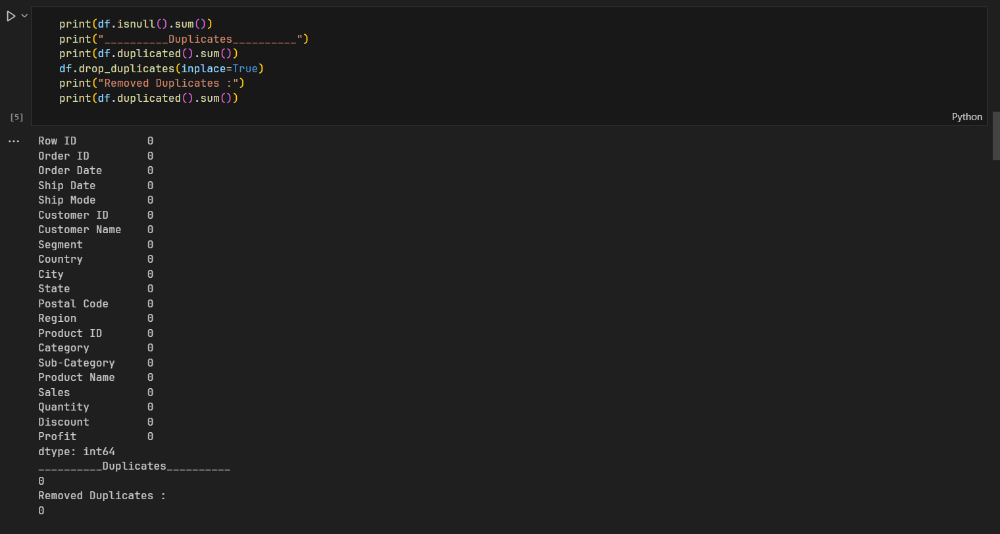 print(df.isnull().sum())
print("__________Duplicates__________")
print(df.duplicated().sum())
df.drop_duplicates(inplace=True)
print("Removed Duplicates :")
print(df.duplicated().sum())
[5]
Python
Row ID 0
Order ID 0
Order Date 0
Ship Date 0
Ship Mode 0
Customer ID 0
Customer Name 0
Segment 0
Country 0
City 0
State 0
Postal Code 0
Region 0
Product ID 0
Category 0
Sub-Category 0
Product Name 0
Sales 0
Quantity 0
Discount 0
Profit 0
dtype: int64
__________Duplicates__________
0
Removed Duplicates :
0